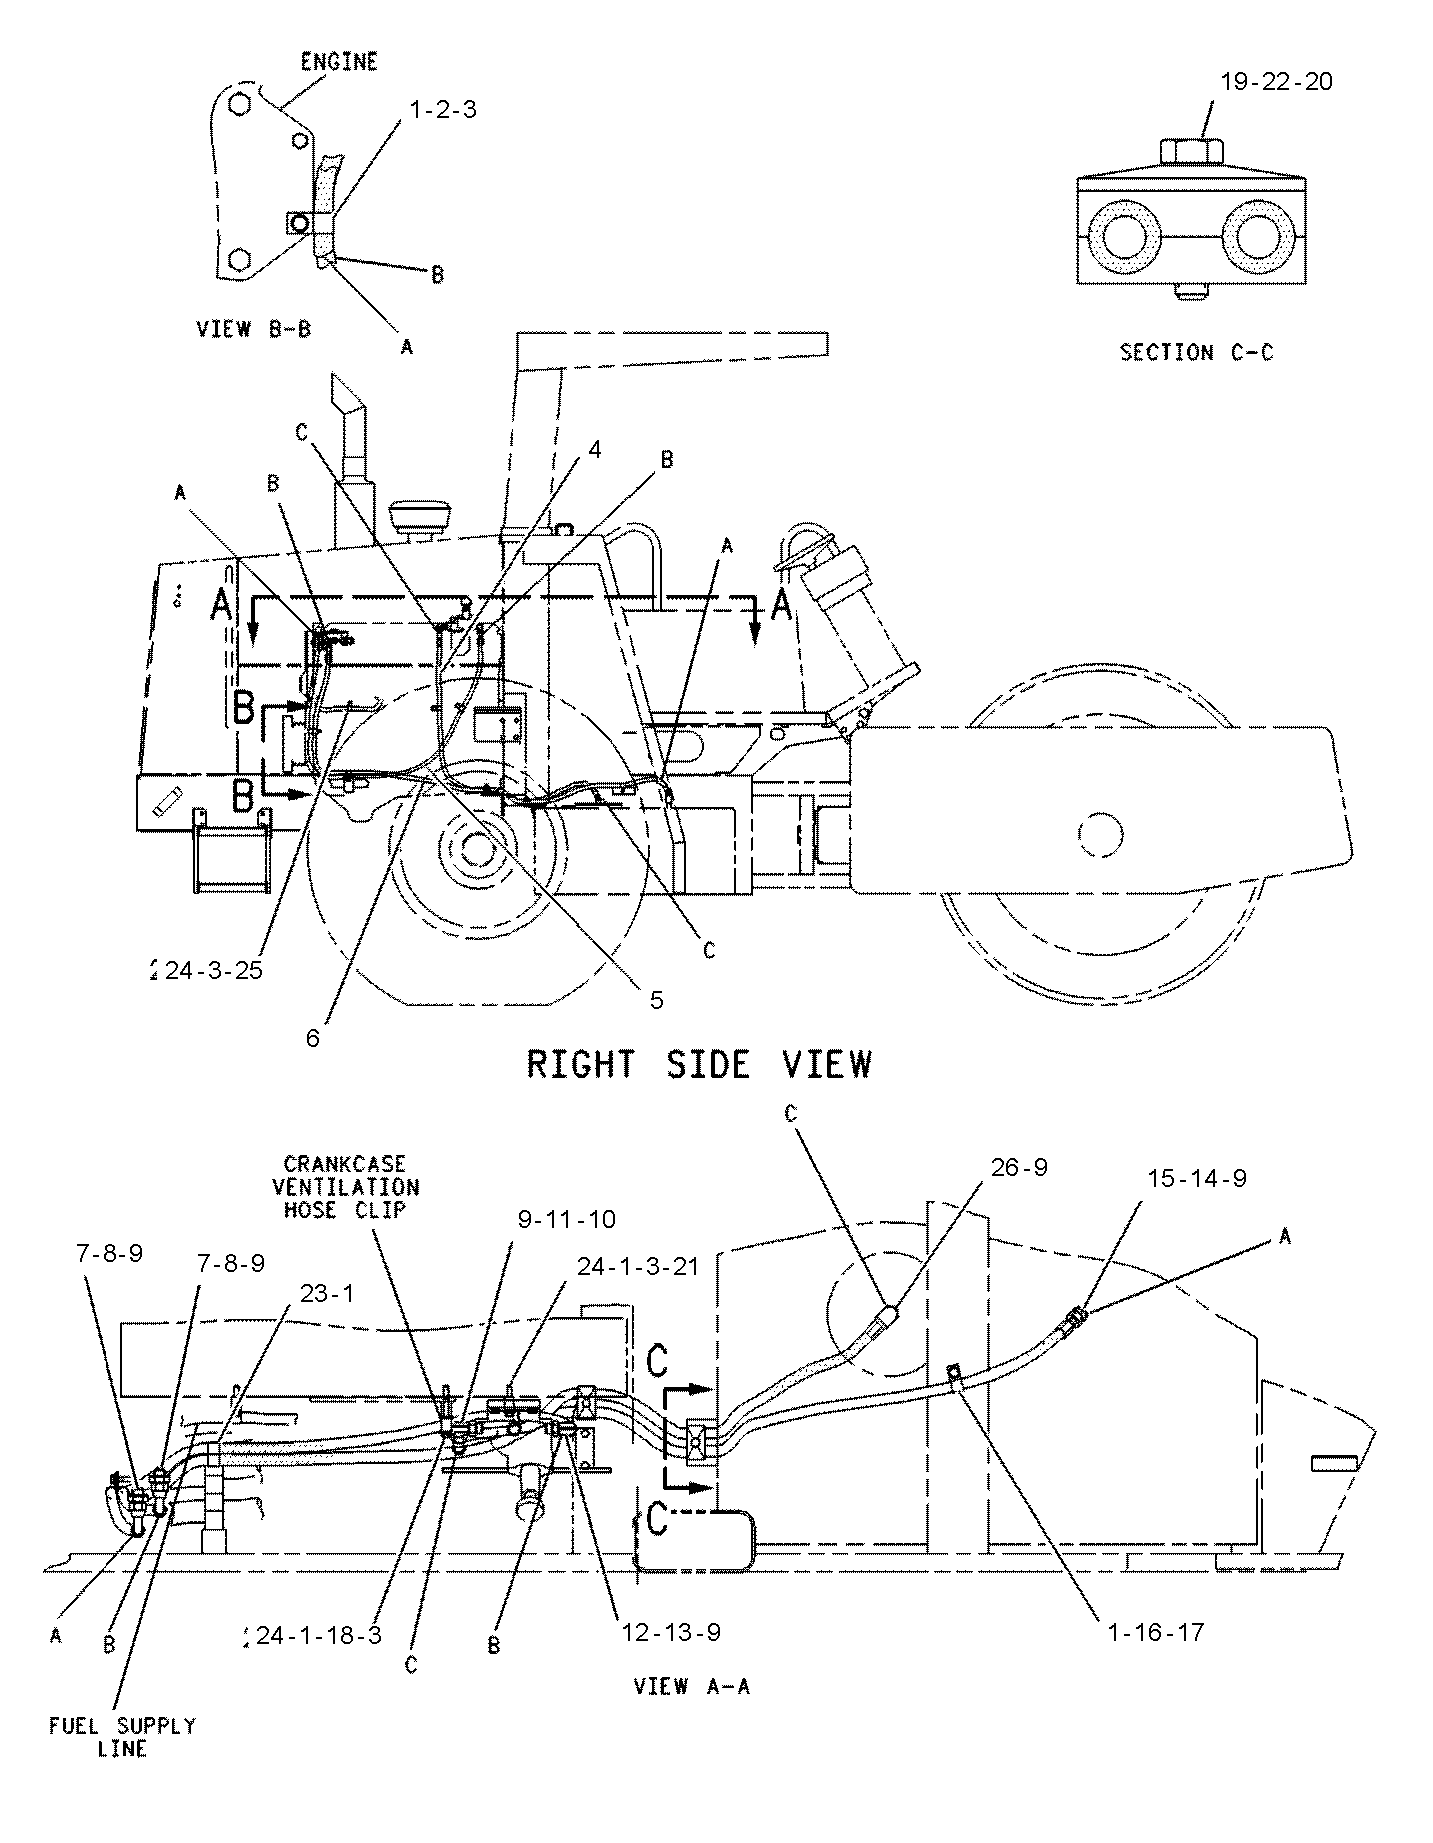 ENGINE
1-2-3
19-22-20
B
VIEW B-B
A
SECTION C-C
C
4
B
B
A
A
A
A
B
B
C
24-3-25
5
6
RIGHT SIDE VIEW
C
CRANKCASE
VENTILATION
HOSE CLIP
26-9
15-14-9
9-11-10
A
7-8-9
7-8-9
24-1-3-21
23-1
C
C
A
B
24-1-18-3
C
B
12-13-9
1-16-17
VIEW A-A
FUEL SUPPLY
LINE